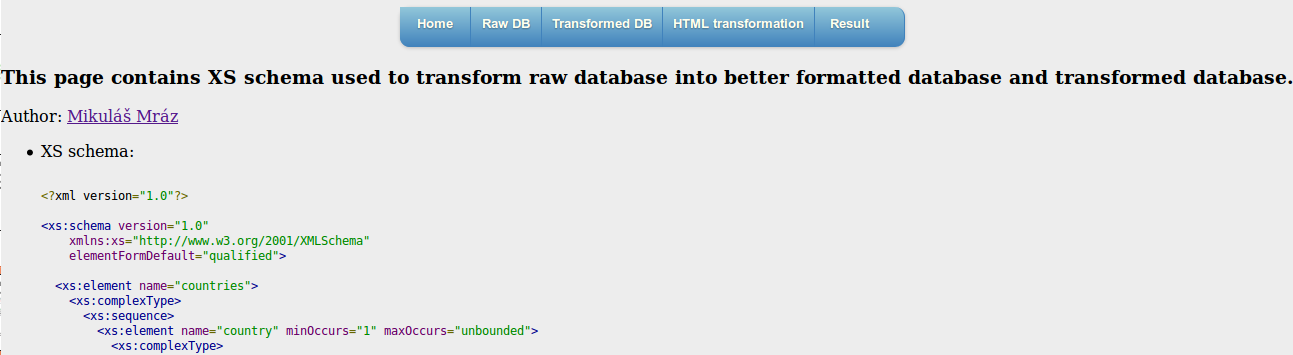 Home Raw DB Transformed DB HTML transformation Result
This page contains XS schema used to transform raw database into better formatted database and transformed database.
Author: Mikuláš Mráz
• XS schema:
<?xml version="1.0"?>
<xs:schema version="1.0"
xmlns:xs="http://www.w3.org/2001/XMLSchema"
elementFormDefault="qualified">
<xs:element name="countries">
<xs:complexType>
<xs:sequence>
<xs:element name="country" minOccurs="1" maxOccurs="unbounded">
<xs:complexType>